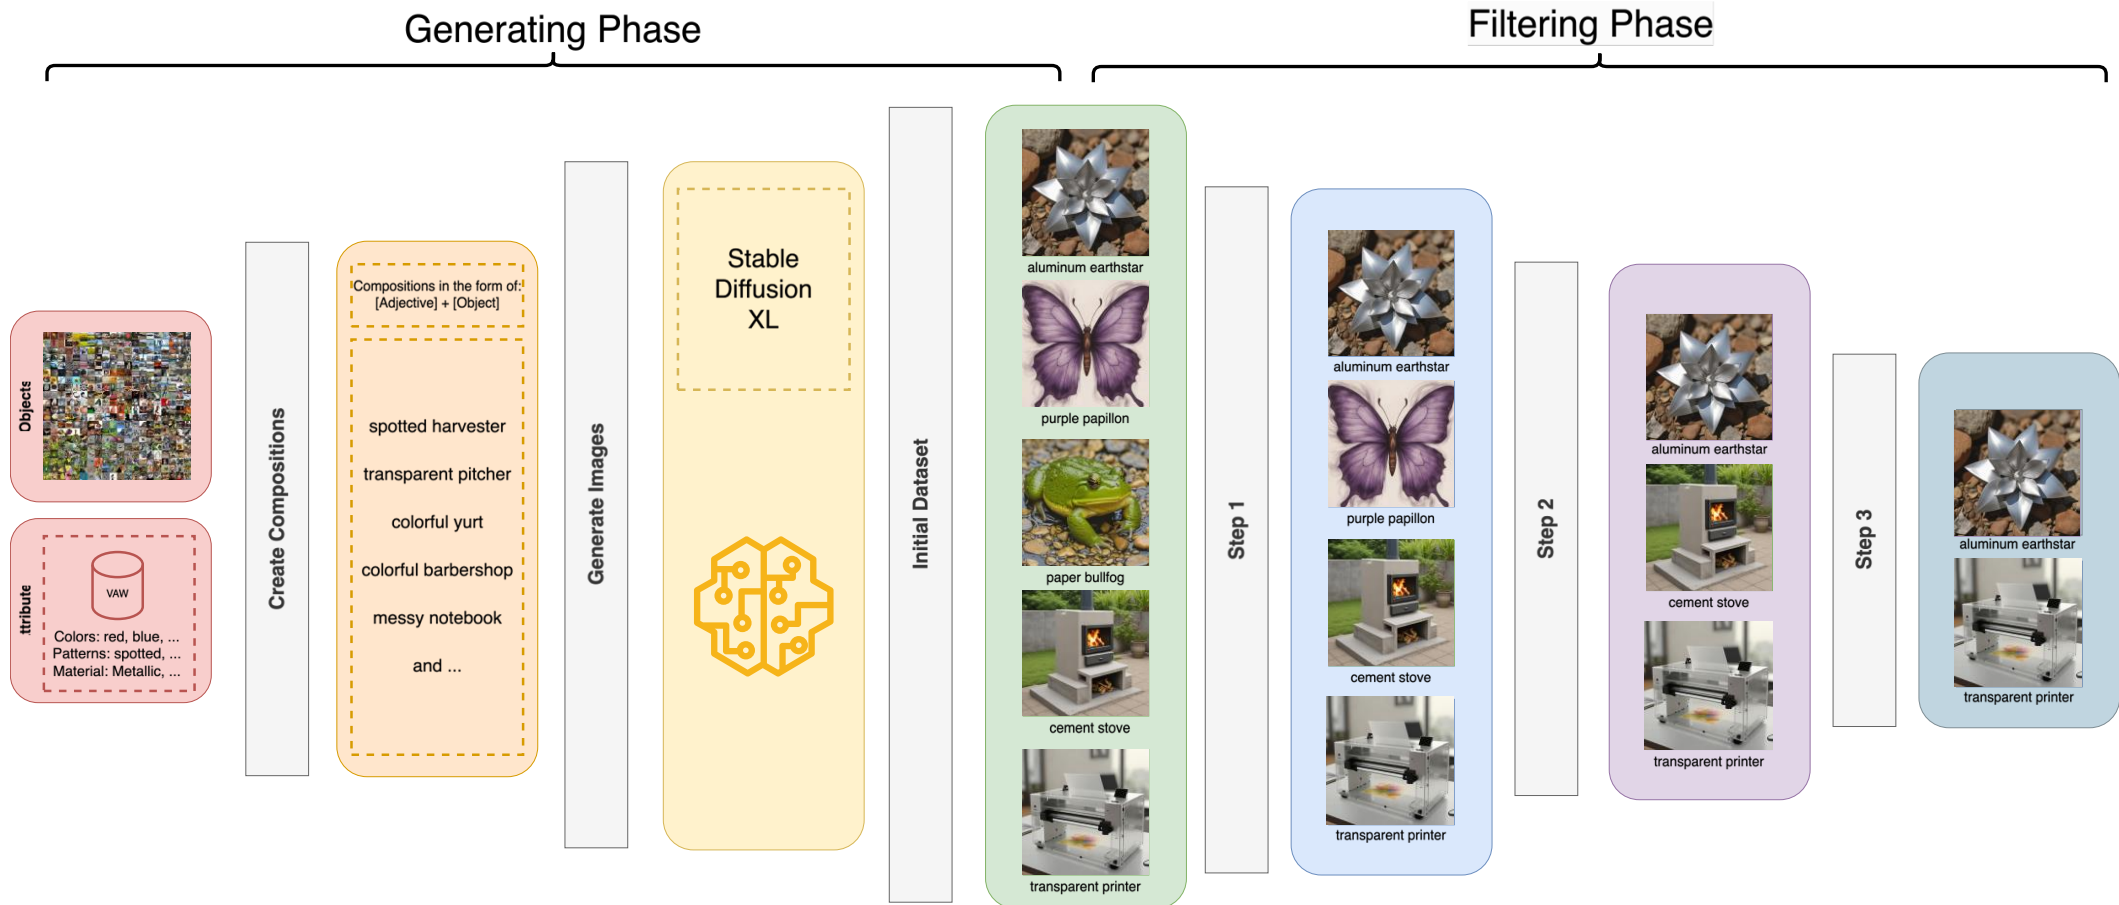 Generating Phase
Filtering Phase
Objects
.ttribute
VAW
Colors: red, blue, ...
Patterns: spotted, ...
Material: Metallic, ...
Create Compositions
Compositions in the form of:
[Adjective] + [Object]
spotted harvester
transparent pitcher
colorful yurt
colorful barbershop
messy notebook
and ...
Generate Images
Stable
Diffusion
XL
Initial Dataset
aluminum earthstar
purple papillon
paper bullfog
cement stove
transparent printer
Step 1
aluminum earthstar
purple papillon
cement stove
transparent printer
Step 2
aluminum earthstar
cement stove
transparent printer
Step 3
aluminum earthstar
transparent printer